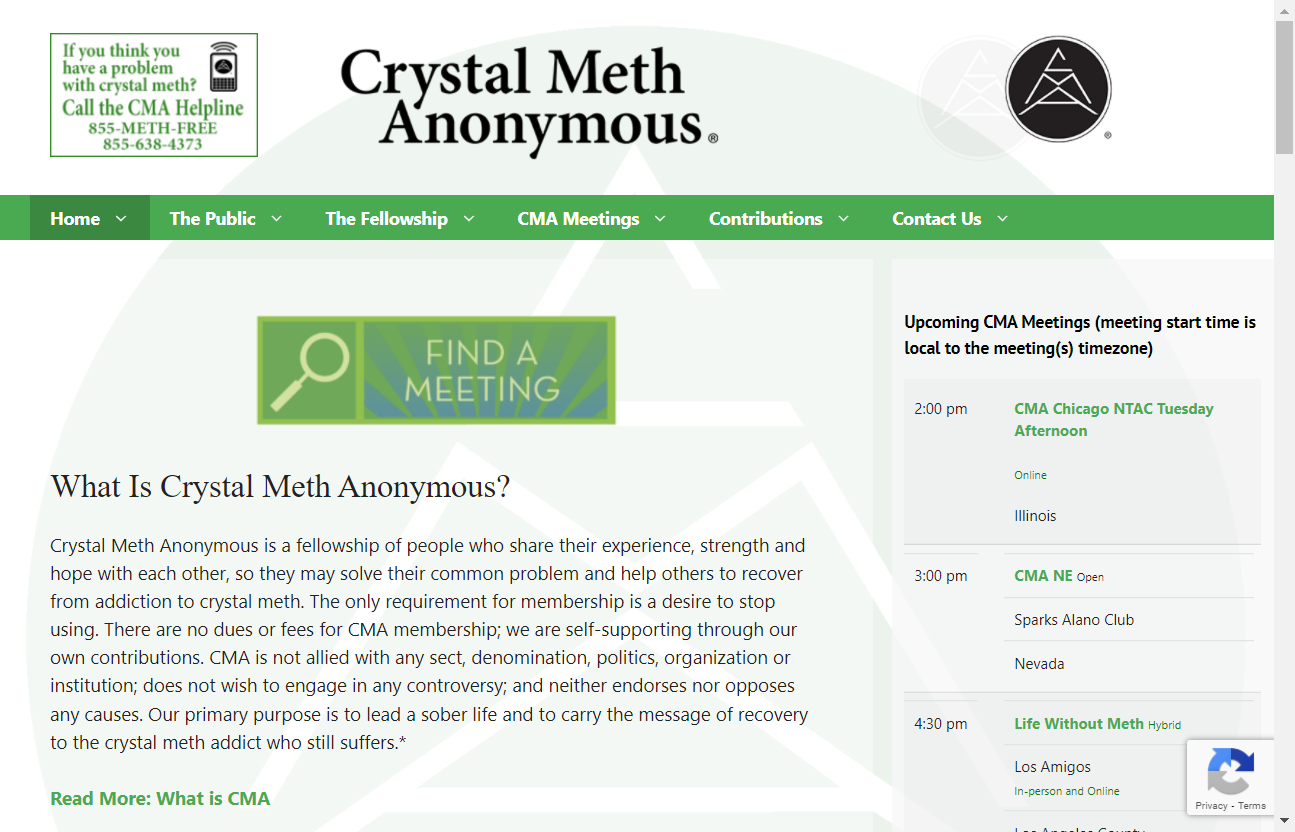 If you think you
have a problem
with crystal meth?
Call the CMA Helpline
855-METH-FREE
855-638-4373
Crystal Meth
Anonymous®
®
Home
The Public
The Fellowship
CMA Meetings
Contributions
Contact Us
FIND A
MEETING
What Is Crystal Meth Anonymous?
Crystal Meth Anonymous is a fellowship of people who share their experience, strength and
hope with each other, so they may solve their common problem and help others to recover
from addiction to crystal meth. The only requirement for membership is a desire to stop
using. There are no dues or fees for CMA membership; we are self-supporting through our
own contributions. CMA is not allied with any sect, denomination, politics, organization or
institution; does not wish to engage in any controversy; and neither endorses nor opposes
any causes. Our primary purpose is to lead a sober life and to carry the message of recovery
to the crystal meth addict who still suffers.*
Read More: What is CMA
Upcoming CMA Meetings (meeting start time is
local to the meeting(s) timezone)
2:00 pm
CMA Chicago NTAC Tuesday
Afternoon
Online
Illinois
3:00 pm
CMA NE Open
Sparks Alano Club
Nevada
4:30 pm
Life Without Meth Hybrid
Los Amigos
In-person and Online
Los Angeles County
Privacy - Terms